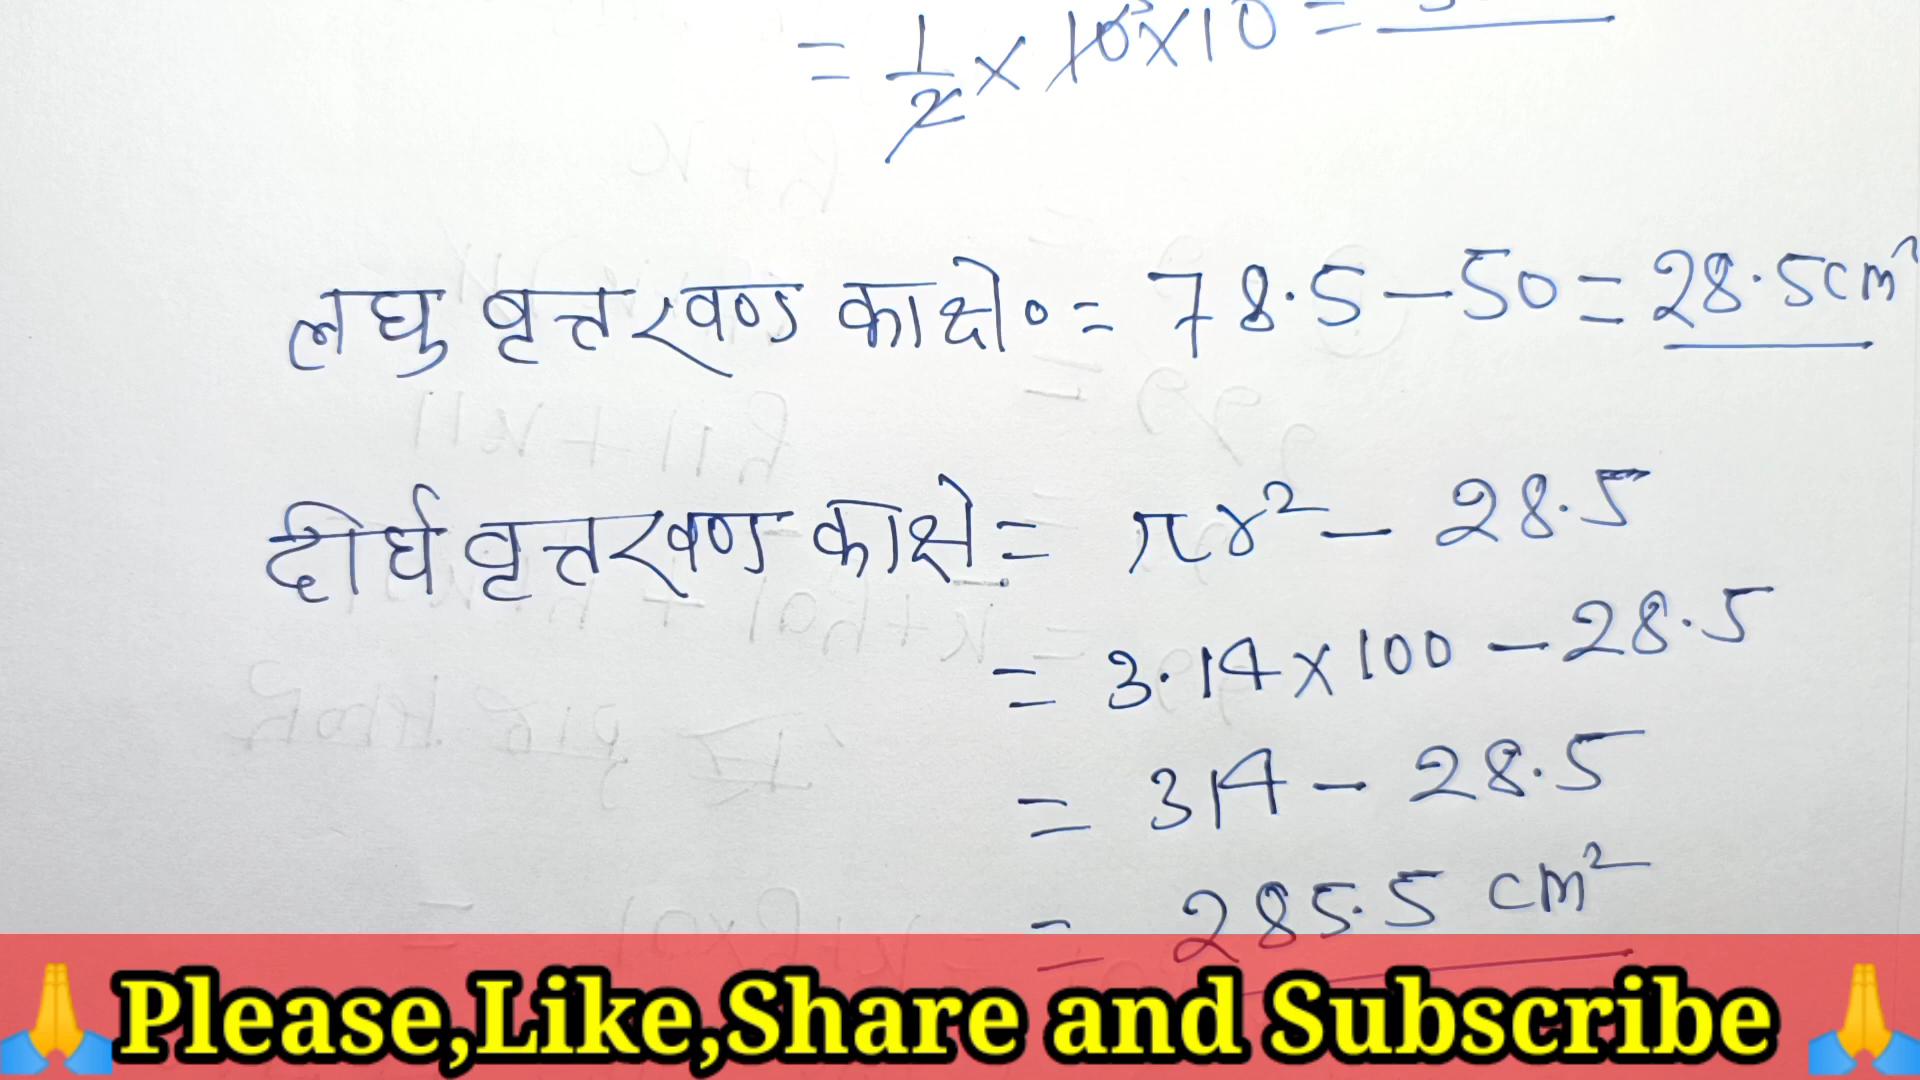 = 1/2 × 10 × 10 =
लघु वृत्तखण्ड का क्षे० = 78.5 – 50 = 28.5 cm²
दीर्घ वृत्तखण्ड का क्षे. = πr² – 28.5
= 3.14 × 100 – 28.5
= 314 – 28.5
= 285.5 cm²
🙏Please,Like,Share and Subscribe🙏